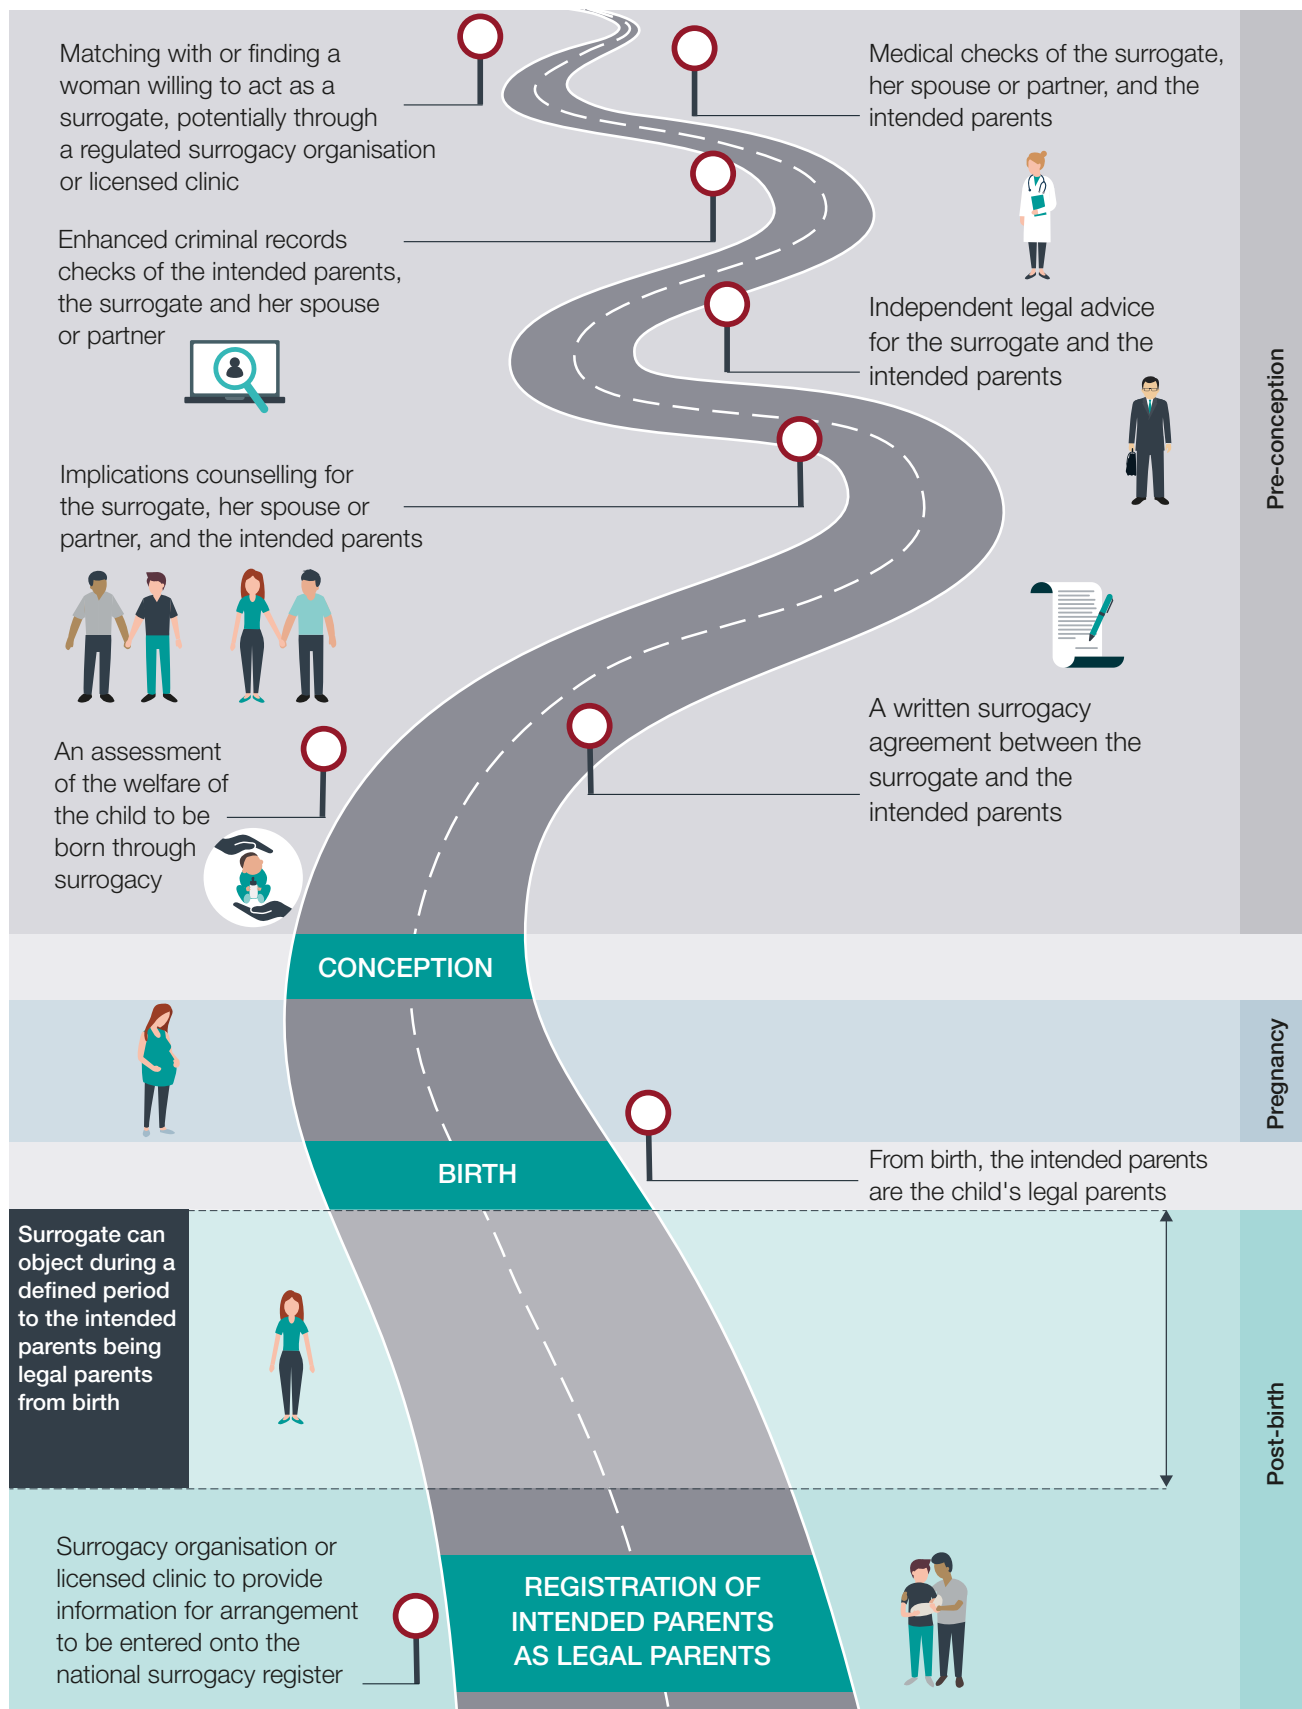 Matching with or finding a
woman willing to act as a
surrogate, potentially through
a regulated surrogacy organisation
or licensed clinic
Medical checks of the surrogate,
her spouse or partner, and the
intended parents
Enhanced criminal records
checks of the intended parents,
the surrogate and her spouse
or partner
Independent legal advice
for the surrogate and the
intended parents
Pre-conception
Implications counselling for
the surrogate, her spouse or
partner, and the intended parents
A written surrogacy
agreement between the
surrogate and the
intended parents
An assessment
of the welfare of
the child to be
born through
surrogacy
CONCEPTION
Pregnancy
BIRTH
From birth, the intended parents
are the child's legal parents
Surrogate can
object during a
defined period
to the intended
parents being
legal parents
from birth
Post-birth
Surrogacy organisation or
licensed clinic to provide
information for arrangement
to be entered onto the
national surrogacy register
REGISTRATION OF
INTENDED PARENTS
AS LEGAL PARENTS